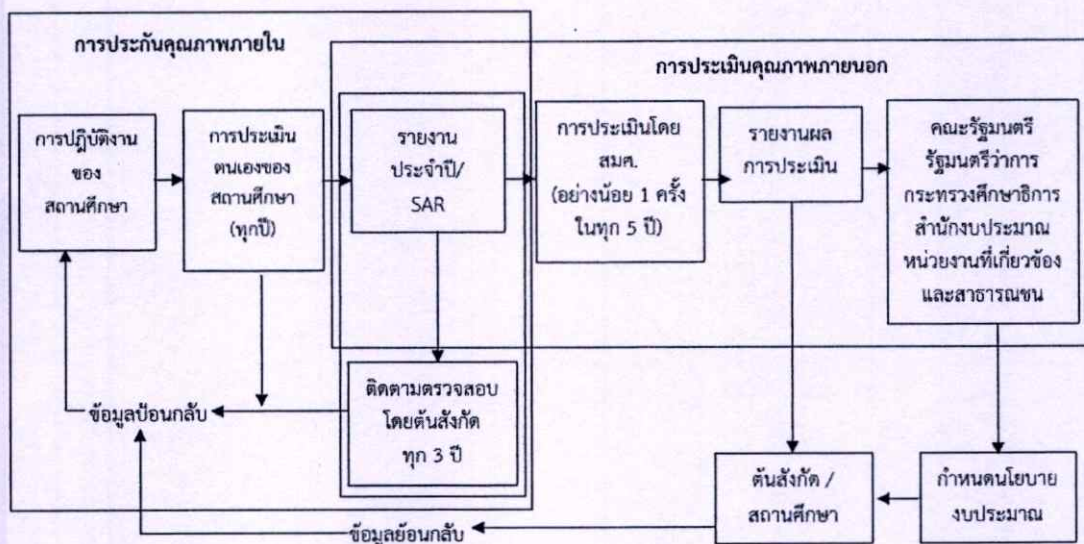 การประกันคุณภาพภายใน
การประเมินคุณภาพภายนอก
การปฏิบัติงาน
ของ
สถานศึกษา
การประเมิน
ตนเองของ
สถานศึกษา
(ทุกปี)
รายงาน
ประจำปี/
SAR
การประเมินโดย
สมศ.
(อย่างน้อย 1 ครั้ง
ในทุก 5 ปี)
รายงานผล
การประเมิน
คณะรัฐมนตรี
รัฐมนตรีว่าการ
กระทรวงศึกษาธิการ
สำนักงบประมาณ
หน่วยงานที่เกี่ยวข้อง
และสาธารณชน
ข้อมูลป้อนกลับ
ติดตามตรวจสอบ
โดยต้นสังกัด
ทุก 3 ปี
ต้นสังกัด /
สถานศึกษา
กำหนดนโยบาย
งบประมาณ
ข้อมูลย้อนกลับ